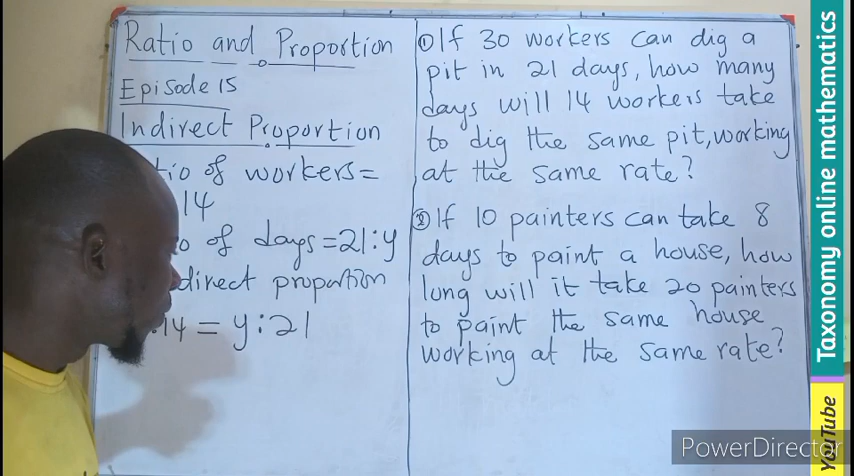 Ratio and Proportion
Episode 15
Indirect Proportion
of workers=
14
of days=21:y
direct proportion
14 = y:21
①If 30 workers can dig a
pit in 21 days, how many
days will 14 workers take
to dig the same pit, working
at the same rate?
②If 10 painters can take 8
days to paint a house, how
long will it take 20 painters
to paint the same house
working at the same rate?
Taxonomy online mathematics
YouTube
PowerDirector